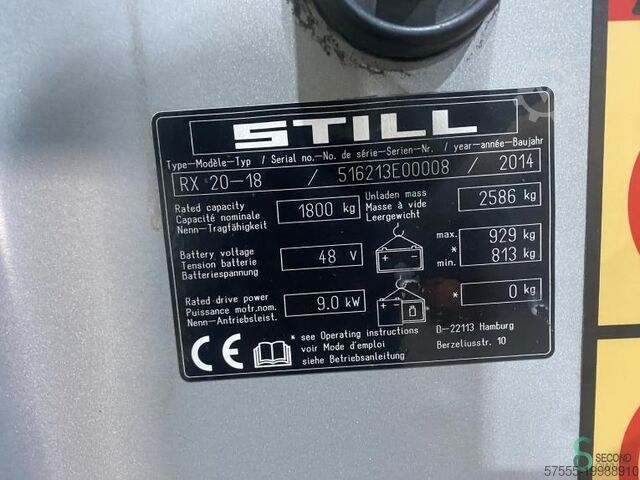 STILL
Type-Modèle-Typ / Serial no.-No. de série-Serien-Nr. / year-année-Baujahr
RX 20-18 / 516213E00008 / 2014
Rated capacity
Capacité nominale
Nenn-Tragfähigkeit
1800 kg
Unladen mass
Masse à vide
Leergewicht
2586 kg
Battery voltage
Tension batterie
Batteriespannung
48 V
+ -
max. 929 kg
*
min. 813 kg
Rated drive power
Puissance motr.nom.
Nenn-Antriebsleist.
9.0 kW
+ -
* 0 kg
CE
* see Operating instructions
voir Mode d'emploi
siehe Betriebsanleitung
D-22113 Hamburg
Berzeliusstr. 10
SECOND
57555-19988910